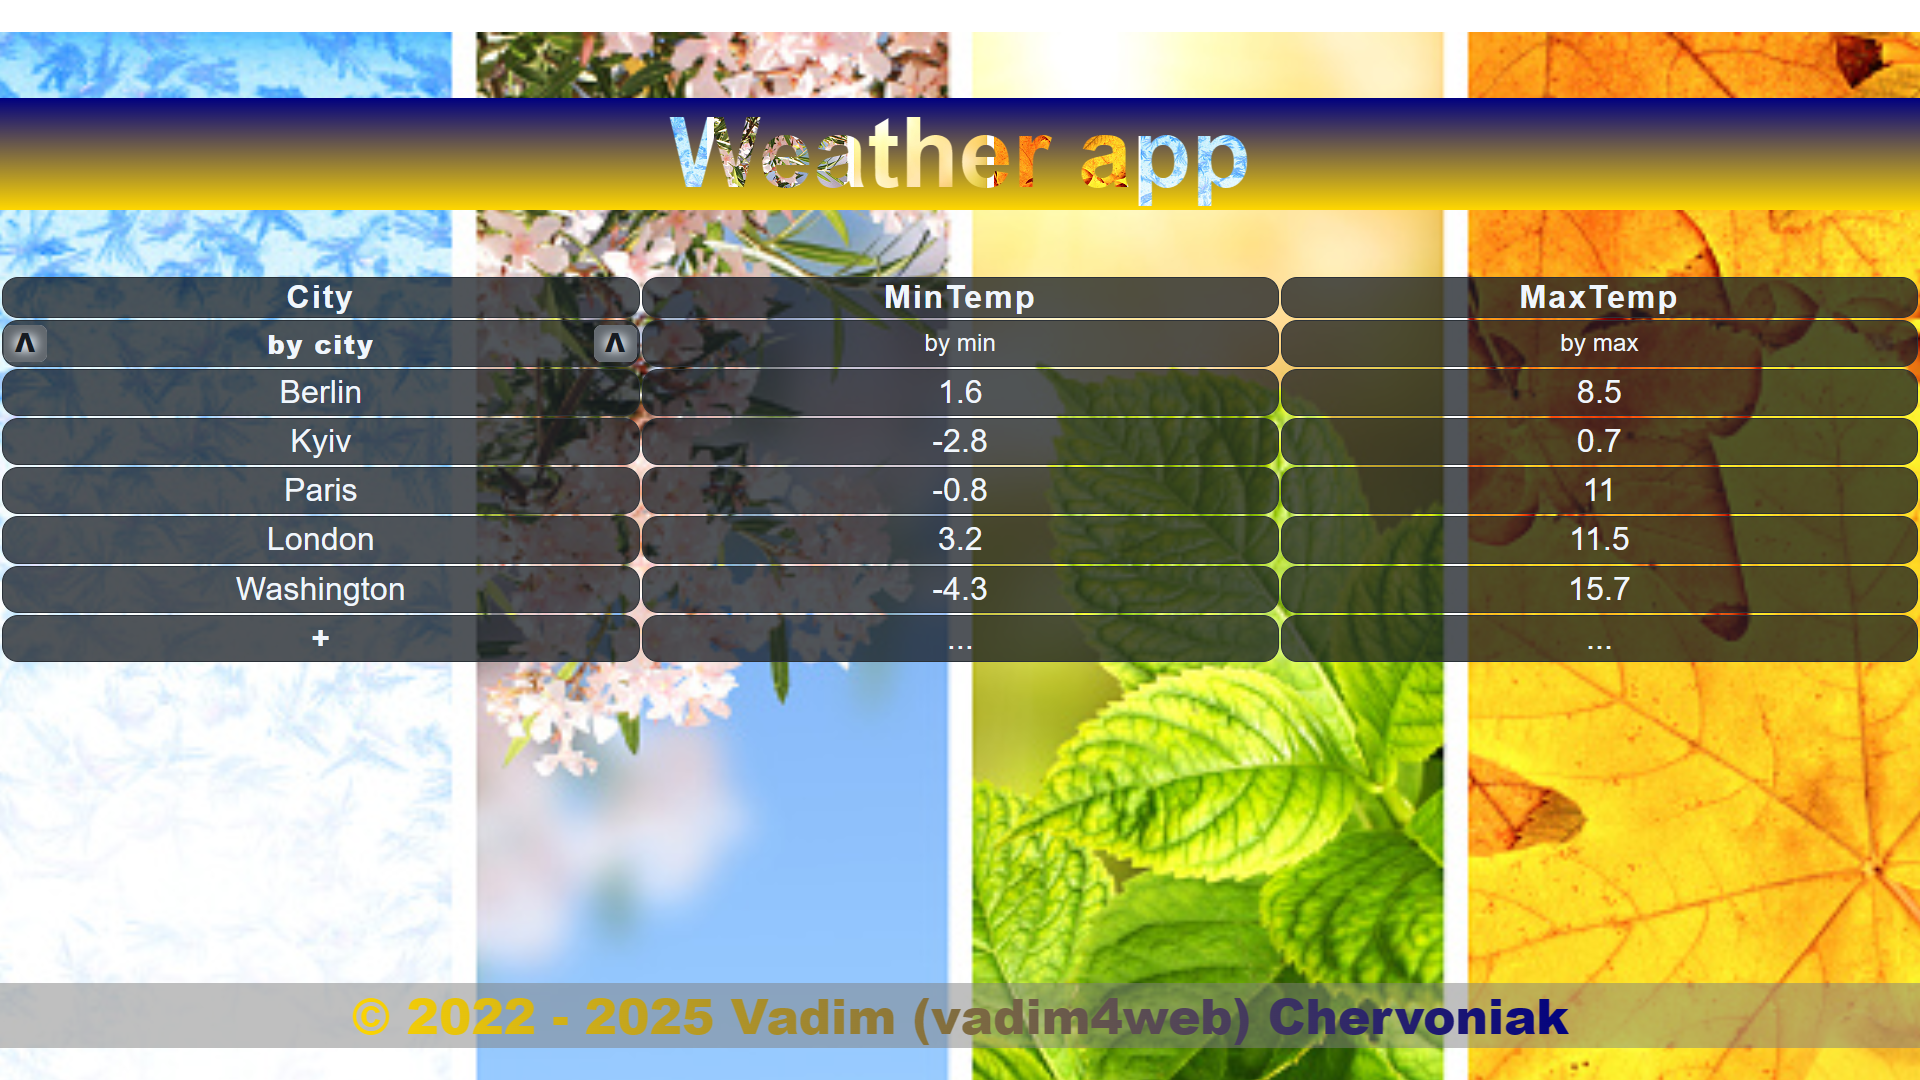 Weather app
City MinTemp MaxTemp
Λ by city Λ by min by max
Berlin 1.6 8.5
Kyiv -2.8 0.7
Paris -0.8 11
London 3.2 11.5
Washington -4.3 15.7
+ ... ...
© 2022 - 2025 Vadim (vadim4web) Chervoniak